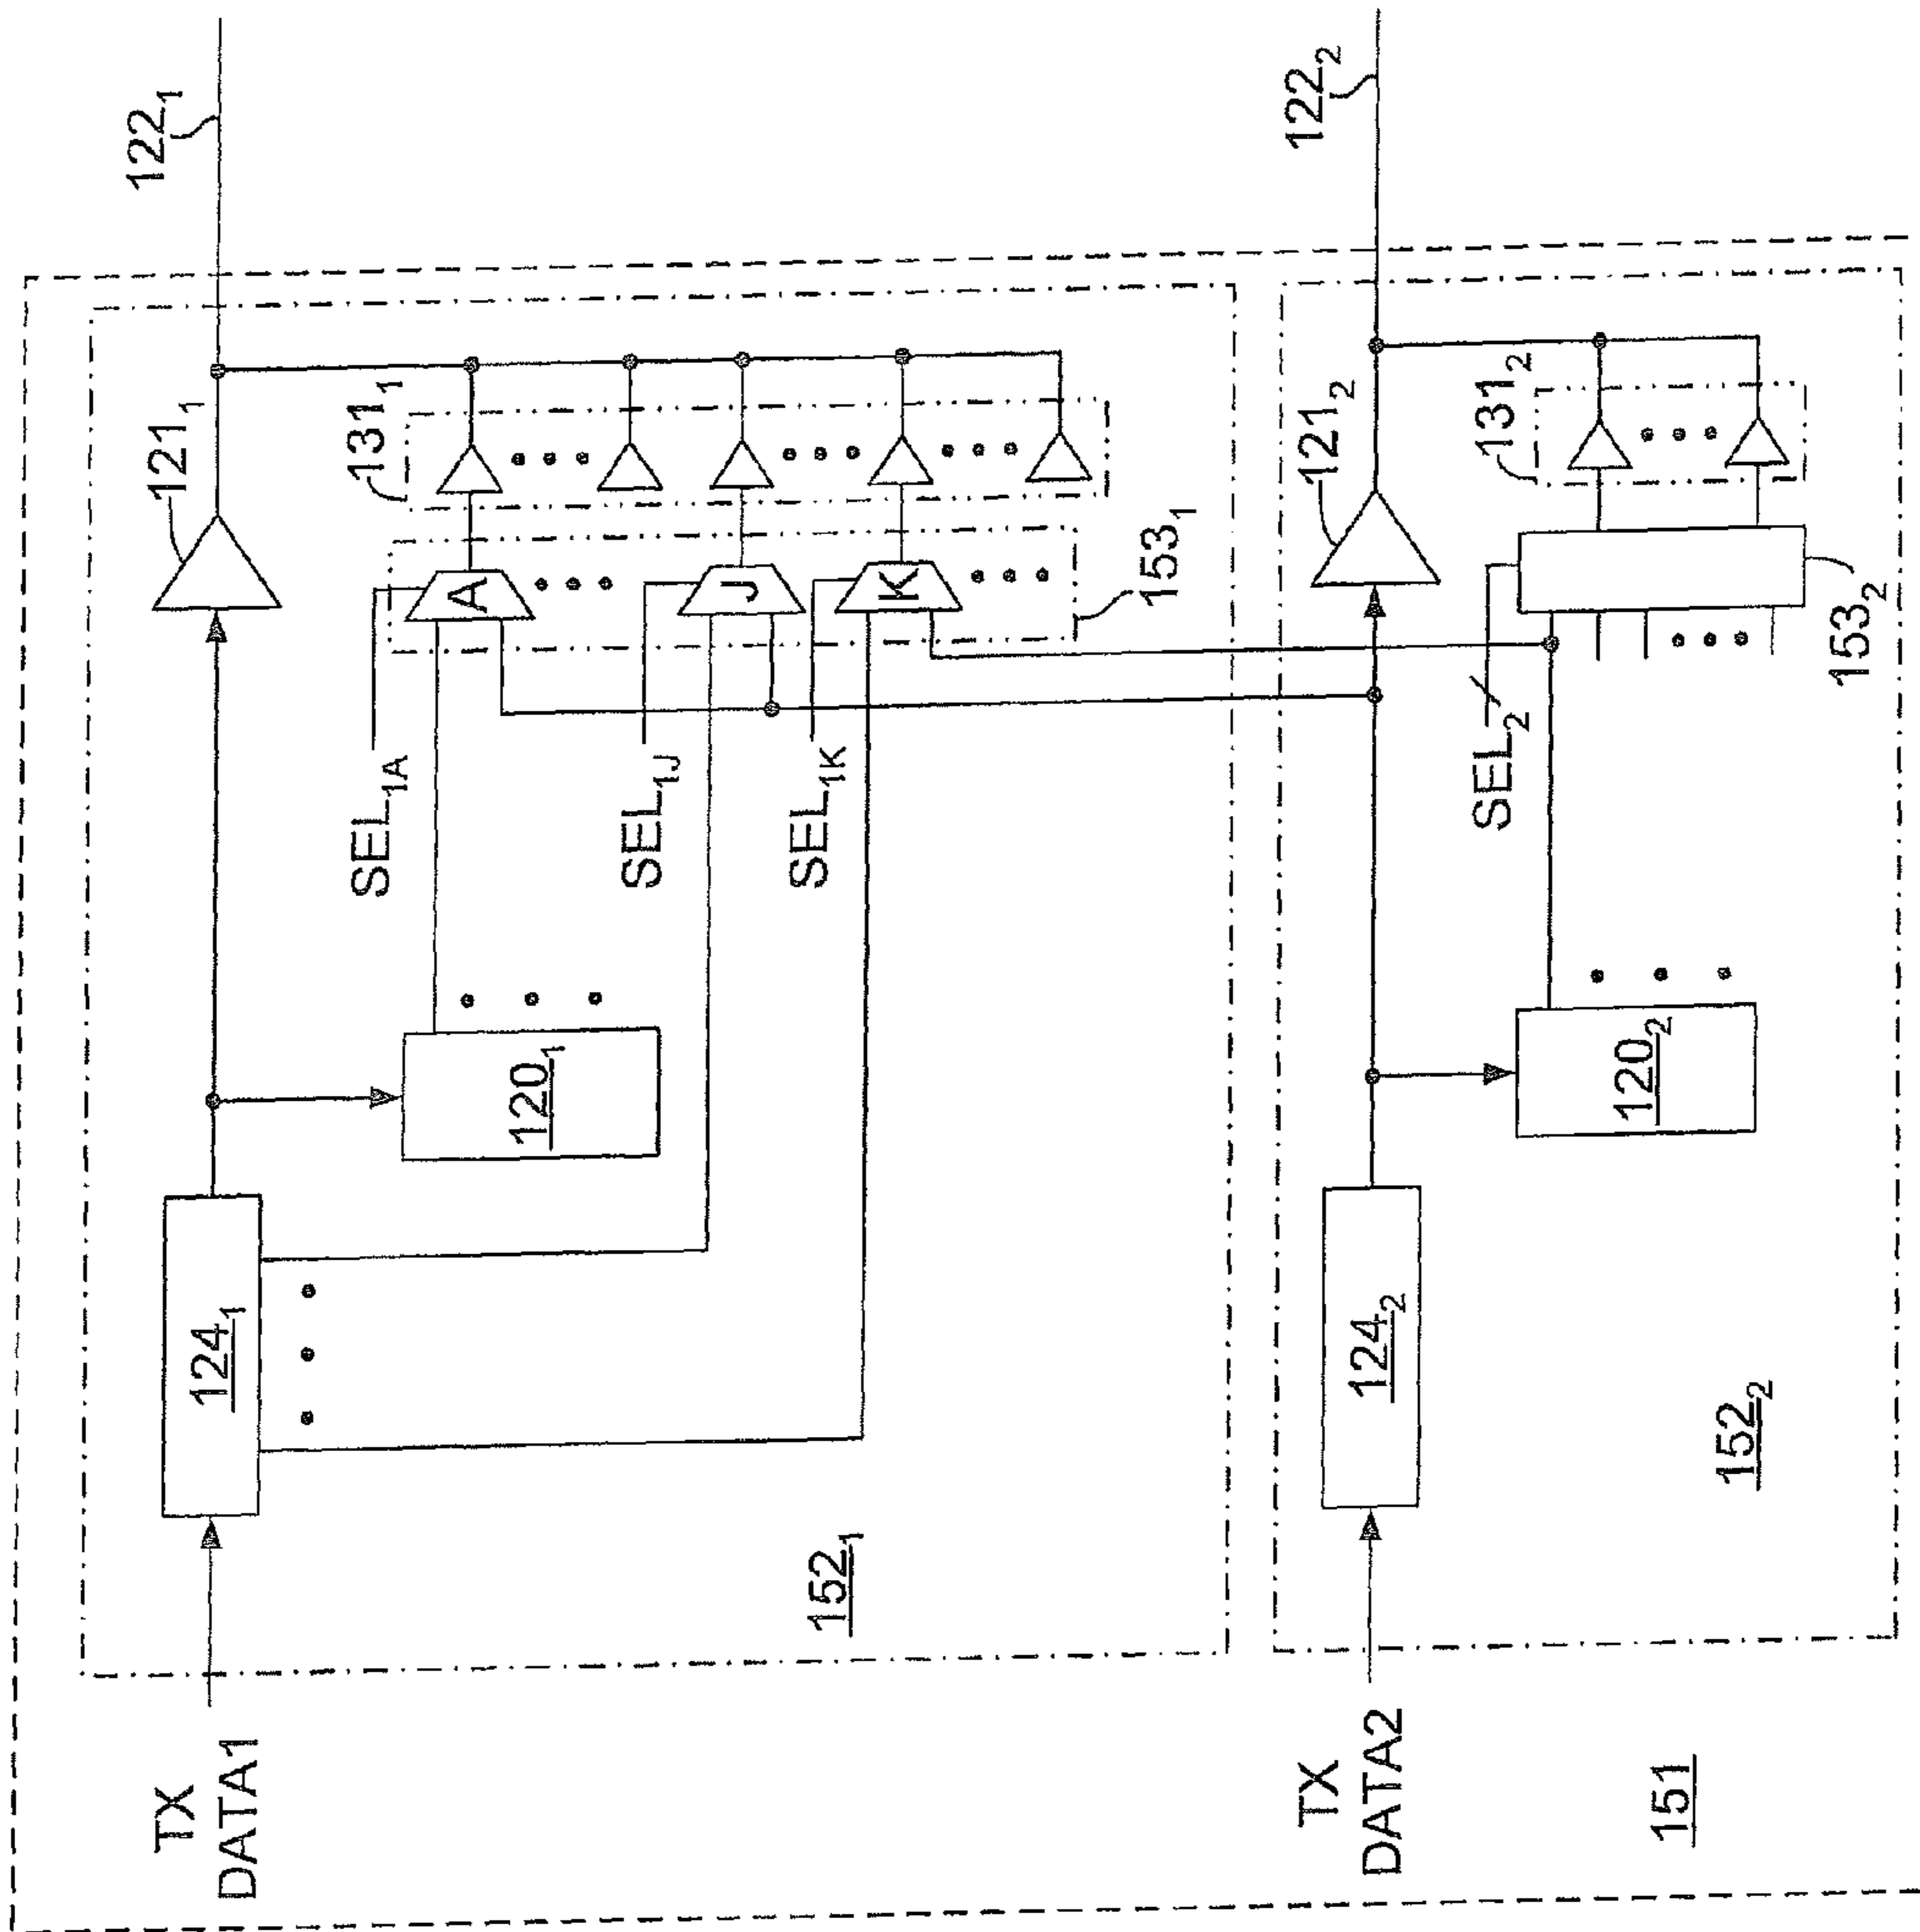 TX
DATA1
124₁
120₁
121₁
122₁
SEL₁A
SEL₁J
SEL₁K
A
J
K
131₁
153₁
152₁
TX
DATA2
124₂
120₂
121₂
122₂
SEL₂
131₂
153₂
152₂
151